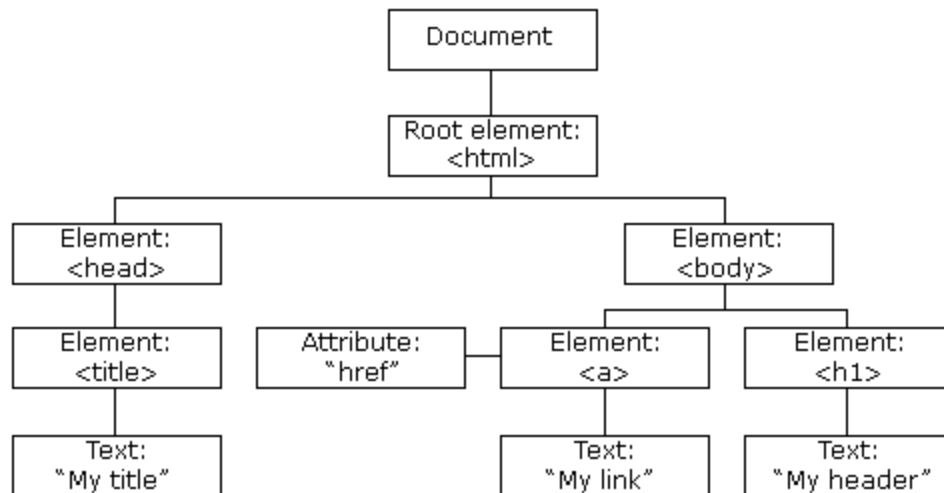 Document
Root element:
<html>
Element:
<head>
Element:
<body>
Element:
<title>
Attribute:
“href”
Element:
<a>
Element:
<h1>
Text:
“My title”
Text:
“My link”
Text:
“My header”